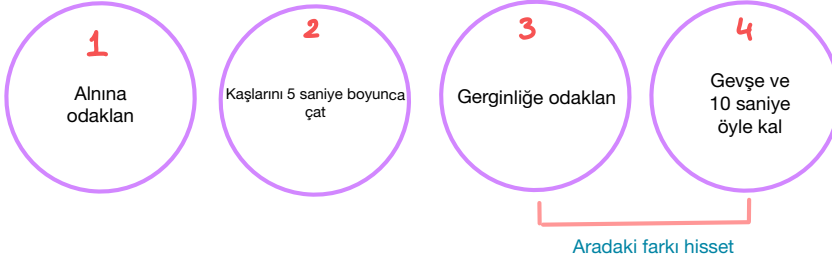 1
Alnına
odaklan
2
Kaşlarını 5 saniye boyunca
çat
3
Gerginliğe odaklan
4
Gevşe ve
10 saniye
öyle kal
Aradaki farkı hisset